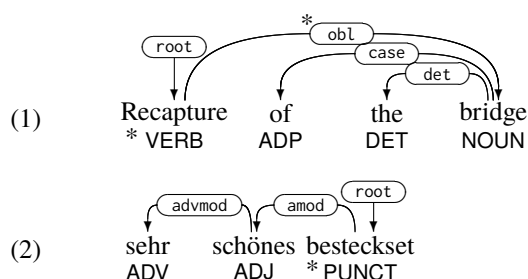 * obl
root
case
det
(1) Recapture of the bridge
* VERB ADP DET NOUN
root
advmod amod
(2) sehr schönes besteckset
ADV ADJ * PUNCT